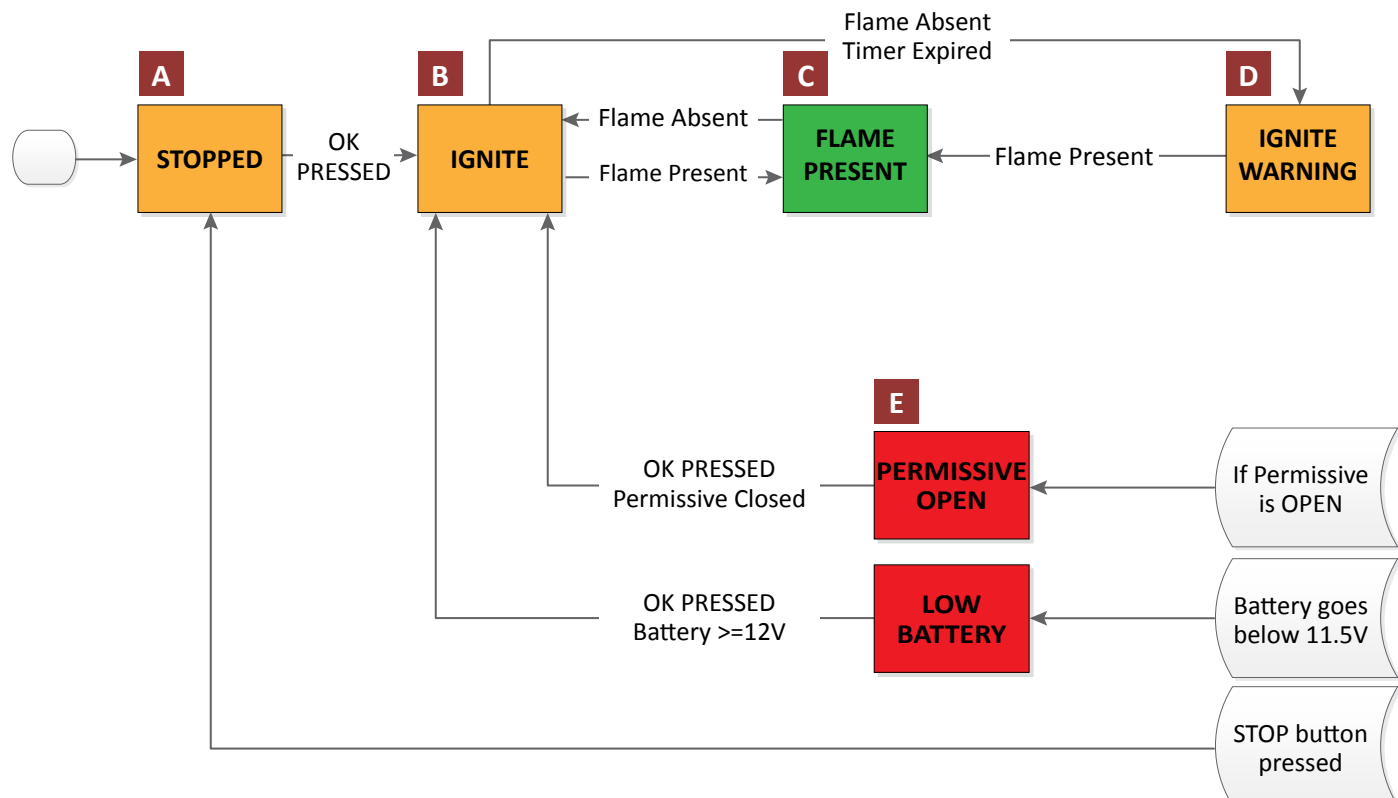 Flame Absent
Timer Expired
A
B
C
D
STOPPED
OK
PRESSED
IGNITE
Flame Absent
Flame Present
FLAME
PRESENT
Flame Present
IGNITE
WARNING
E
OK PRESSED
Permissive Closed
PERMISSIVE
OPEN
If Permissive
is OPEN
OK PRESSED
Battery >=12V
LOW
BATTERY
Battery goes
below 11.5V
STOP button
pressed